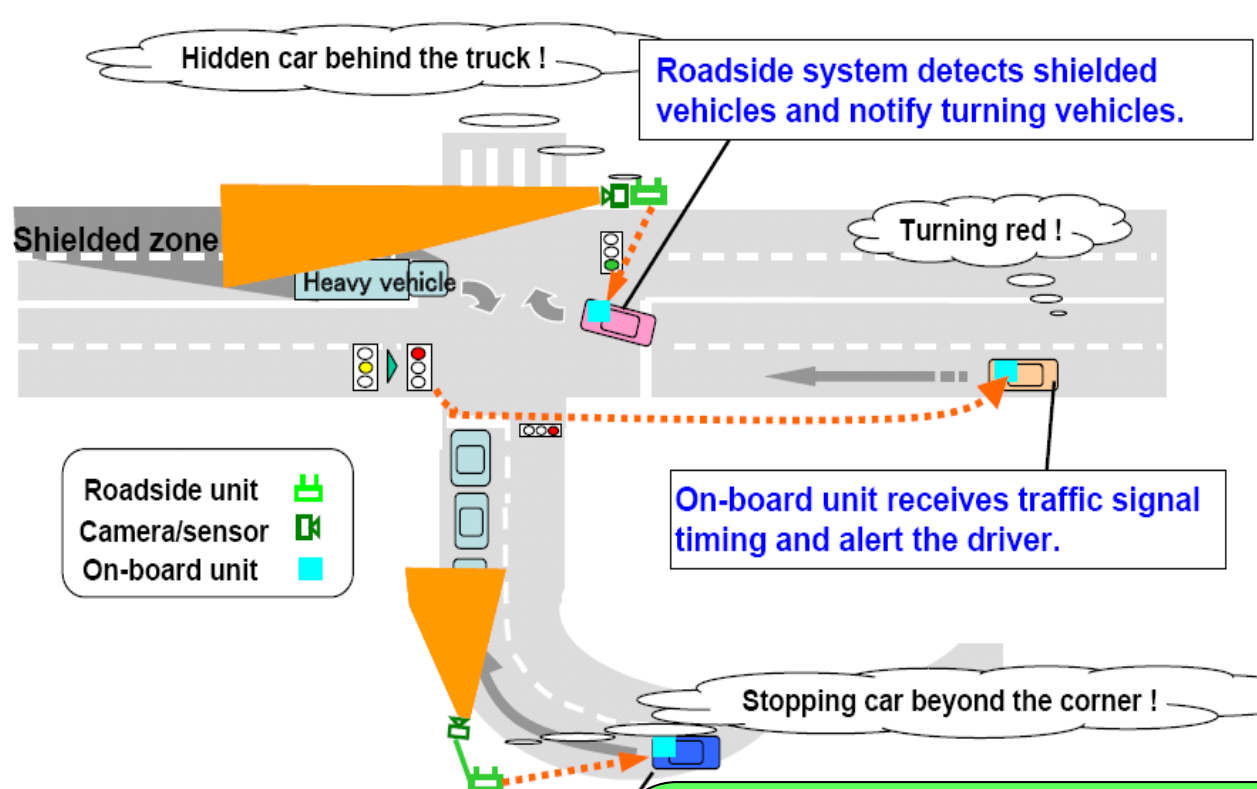 Hidden car behind the truck !
Roadside system detects shielded
vehicles and notify turning vehicles.
Turning red !
Shielded zone
Heavy vehicle
Roadside unit
Camera/sensor
On-board unit
On-board unit receives traffic signal
timing and alert the driver.
Stopping car beyond the corner !